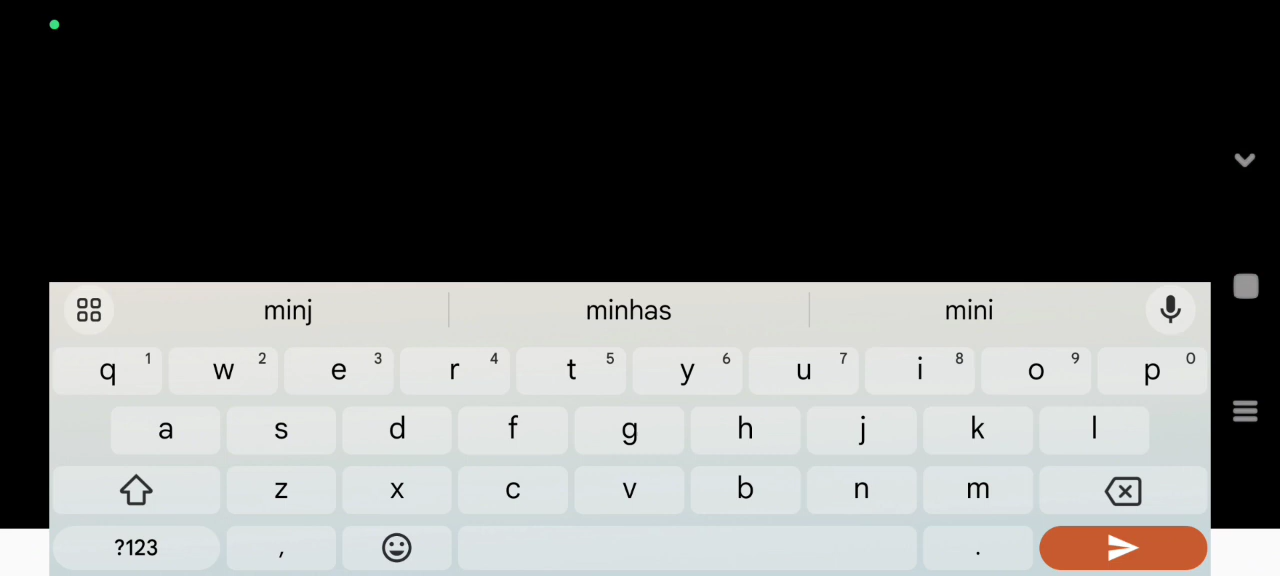 minj minhas mini
q 1 w 2 e 3 r 4 t 5 y 6 u 7 i 8 o 9 p 0
a s d f g h j k l
z x c v b n m
?123 , .